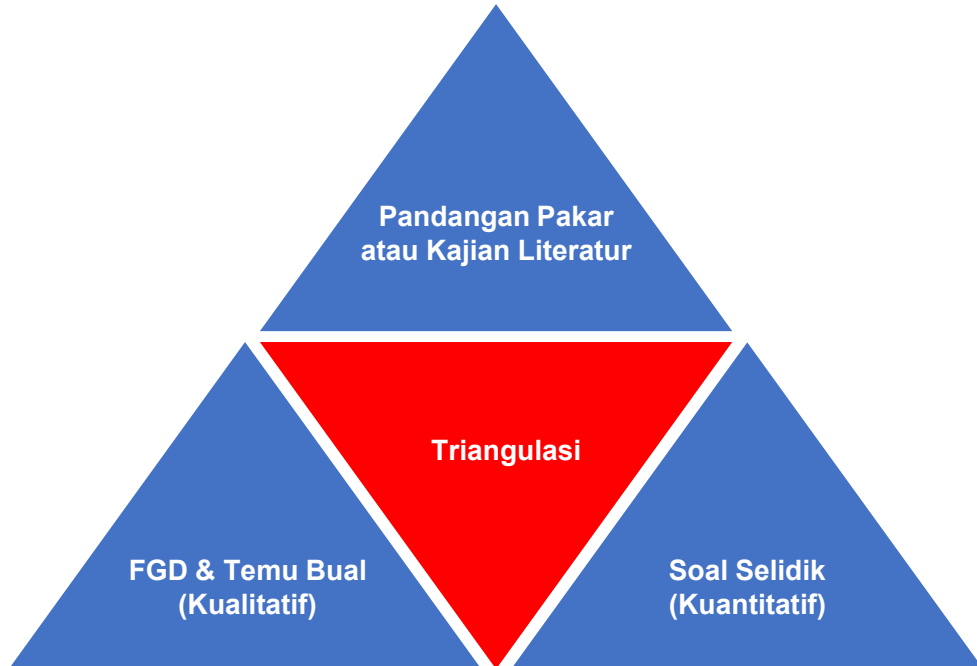 Pandangan Pakar
atau Kajian Literatur
Triangulasi
FGD & Temu Bual
(Kualitatif)
Soal Selidik
(Kuantitatif)